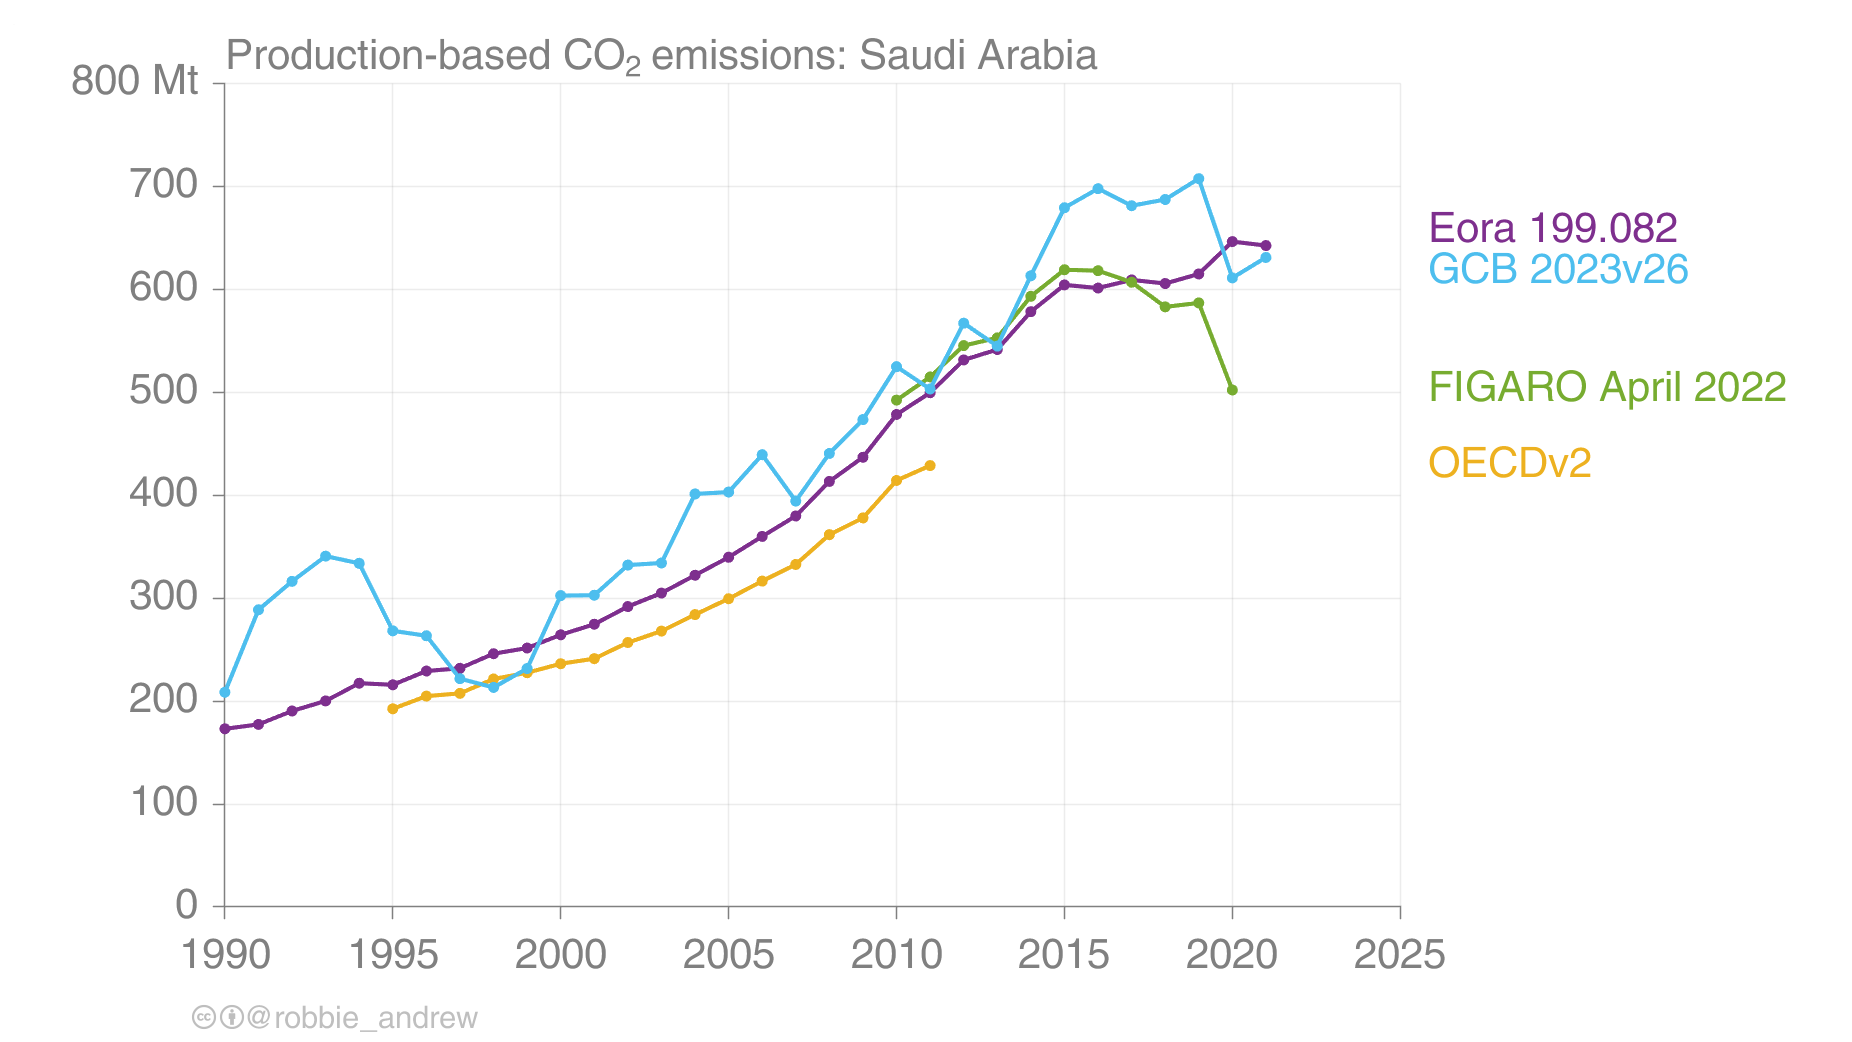 Production-based CO₂ emissions: Saudi Arabia
800 Mt
700
600
500
400
300
200
100
0
1990 1995 2000 2005 2010 2015 2020 2025
Eora 199.082
GCB 2023v26
FIGARO April 2022
OECDv2
cc @robbie_andrew